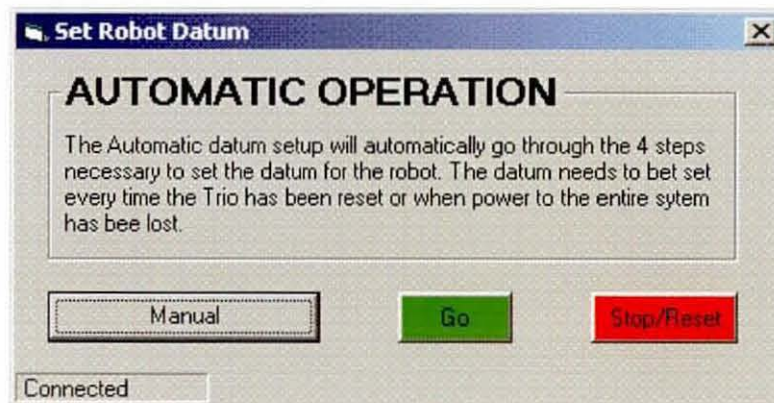 Set Robot Datum
AUTOMATIC OPERATION
The Automatic datum setup will automatically go through the 4 steps
necessary to set the datum for the robot. The datum needs to bet set
every time the Trio has been reset or when power to the entire sytem
has bee lost.
Manual Go Stop/Reset
Connected